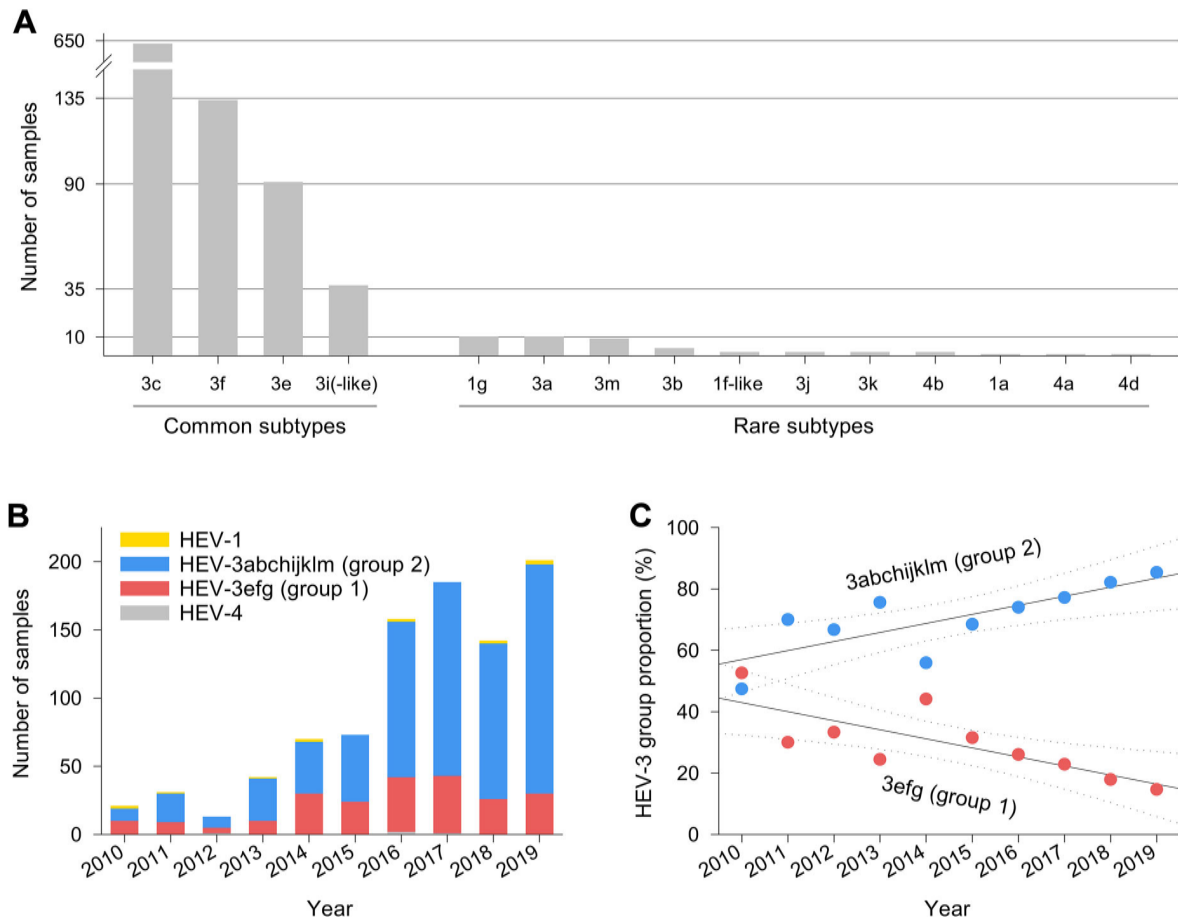 A
Number of samples
650
135
90
35
10
3c 3f 3e 3i(-like) 1g 3a 3m 3b 1f-like 3j 3k 4b 1a 4a 4d
Common subtypes Rare subtypes
B
HEV-1
HEV-3abchijklm (group 2)
HEV-3efg (group 1)
HEV-4
Number of samples
200
150
100
50
0
2010 2011 2012 2013 2014 2015 2016 2017 2018 2019
Year
C
HEV-3 group proportion (%)
100
80
60
40
20
0
3abchijklm (group 2)
3efg (group 1)
2010 2011 2012 2013 2014 2015 2016 2017 2018 2019
Year